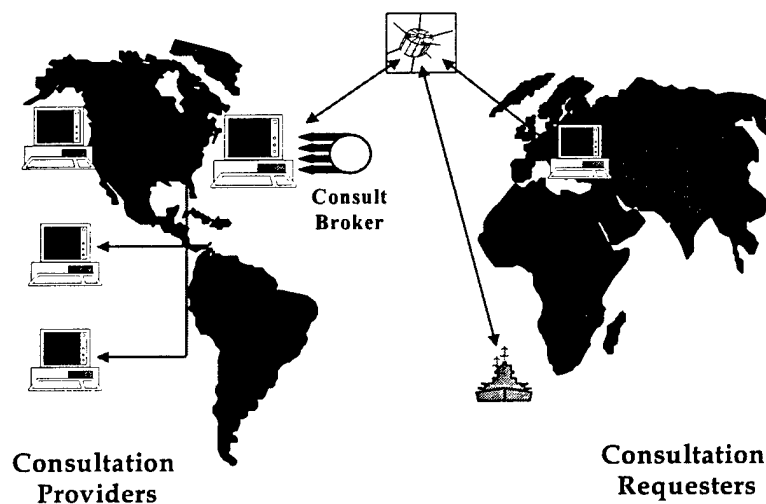 Consult
Broker
Consultation
Providers
Consultation
Requesters